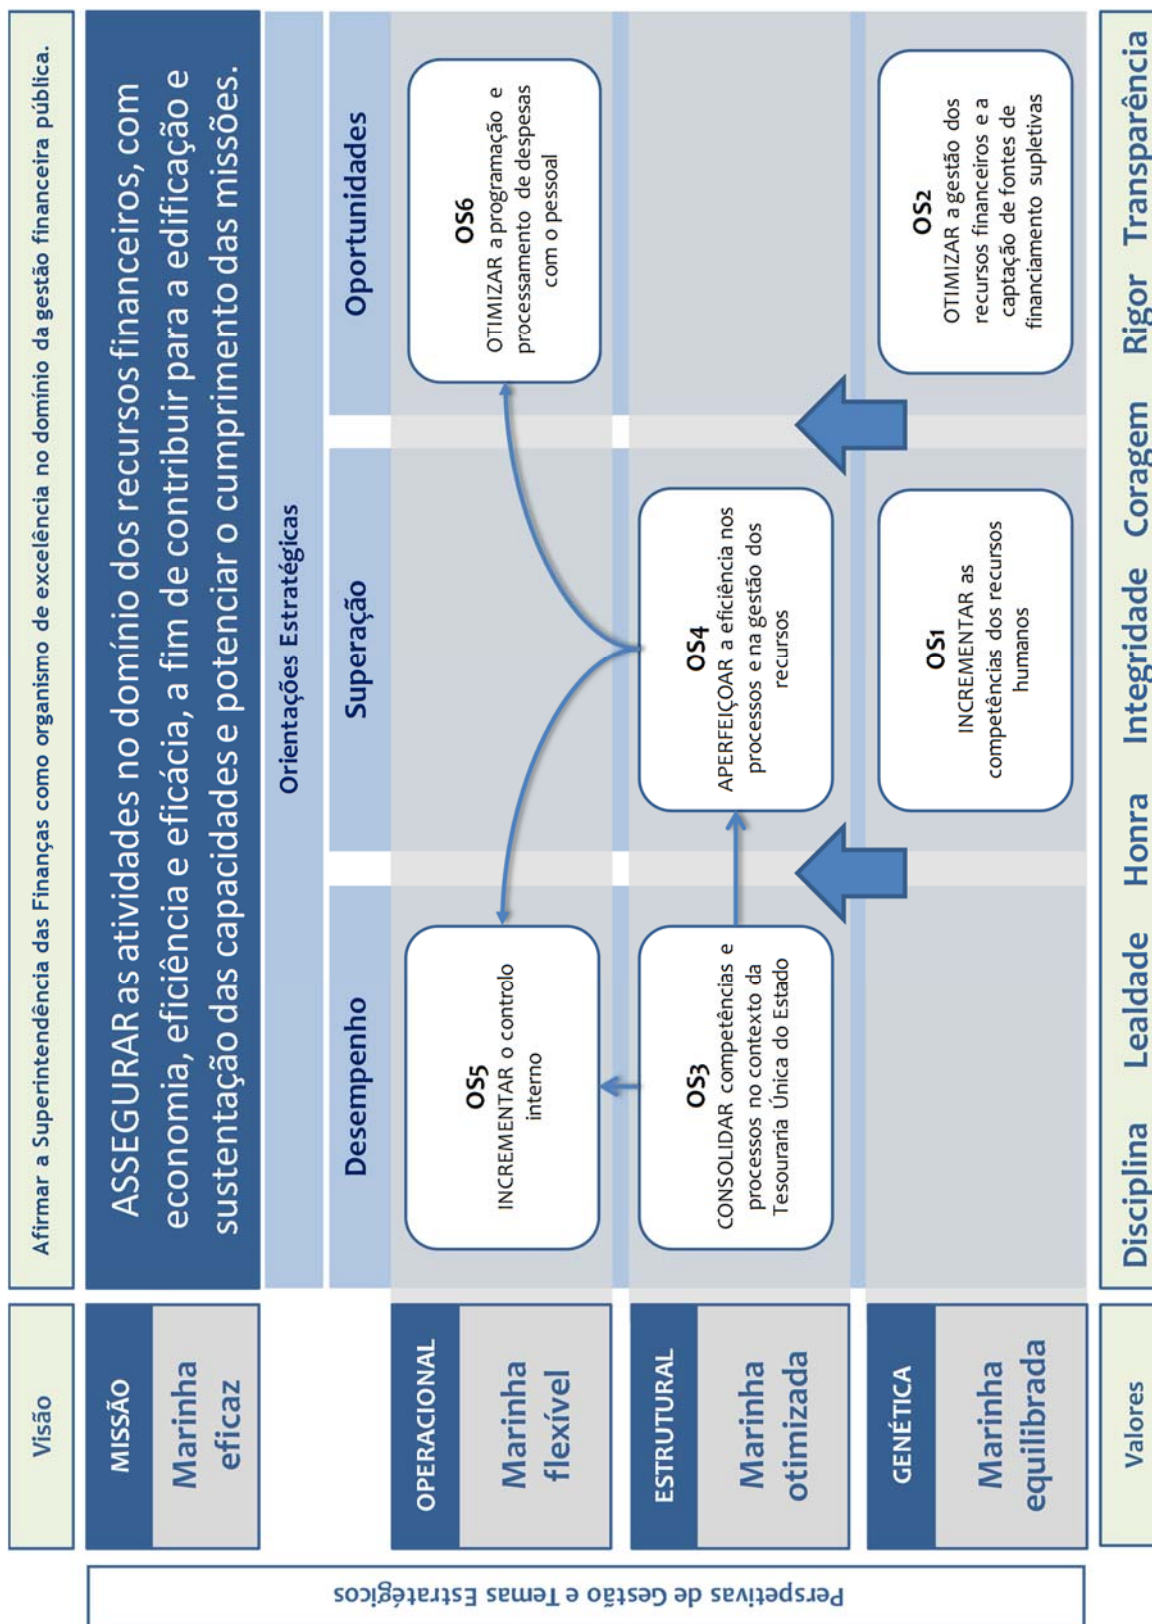 Visão
Afirmar a Superintendência das Finanças como organismo de excelência no domínio da gestão financeira pública.
MISSÃO
Marinha
eficaz
ASSEGURAR as atividades no domínio dos recursos financeiros, com
economia, eficiência e eficácia, a fim de contribuir para a edificação e
sustentação das capacidades e potenciar o cumprimento das missões.
Orientações Estratégicas
Desempenho
Superação
Oportunidades
Perspetivas de Gestão e Temas Estratégicos
OPERACIONAL
Marinha
flexível
OS5
INCREMENTAR o controlo
interno
OS6
OTIMIZAR a programação e
processamento de despesas
com o pessoal
ESTRUTURAL
Marinha
otimizada
OS3
CONSOLIDAR competências e
processos no contexto da
Tesouraria Única do Estado
OS4
APERFEIÇOAR a eficiência nos
processos e na gestão dos
recursos
GENÉTICA
Marinha
equilibrada
OS1
INCREMENTAR as
competências dos recursos
humanos
OS2
OTIMIZAR a gestão dos
recursos financeiros e a
captação de fontes de
financiamento supletivas
Valores
Disciplina Lealdade Honra Integridade Coragem Rigor Transparência